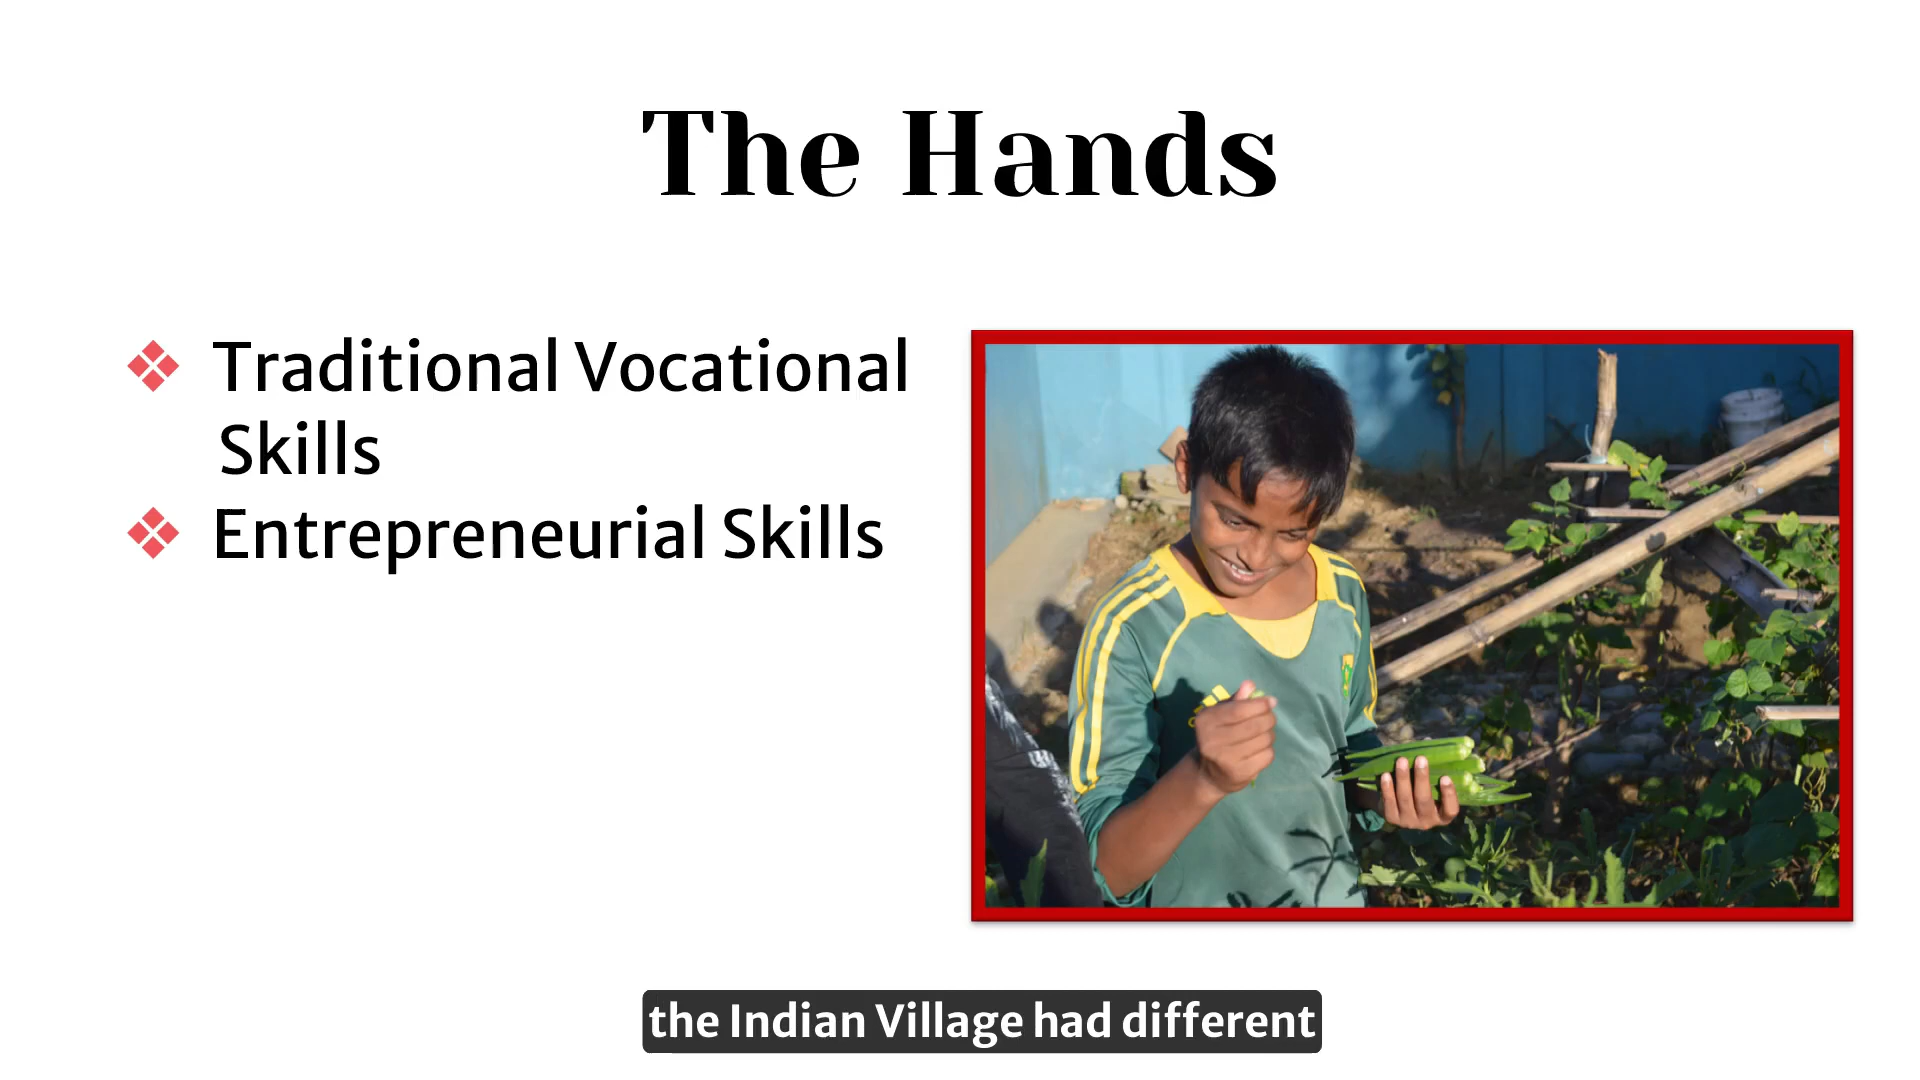 The Hands
Traditional Vocational
Skills
Entrepreneurial Skills
the Indian Village had different